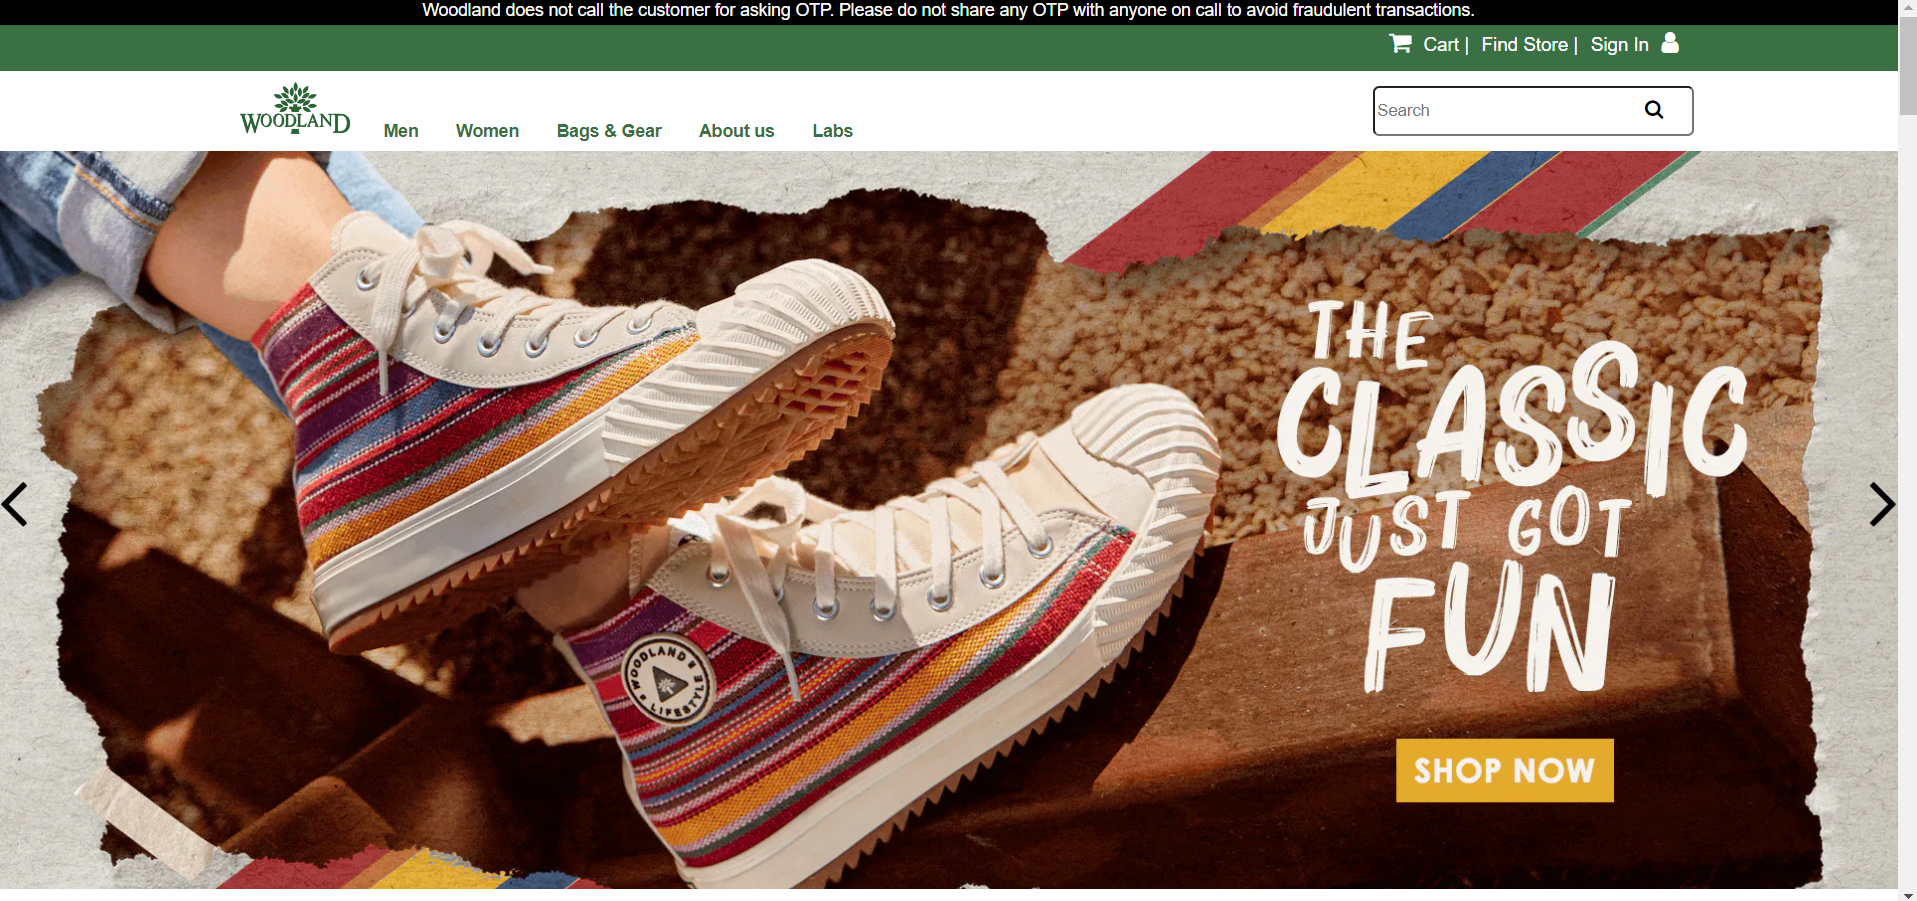 Woodland does not call the customer for asking OTP. Please do not share any OTP with anyone on call to avoid fraudulent transactions.
Cart | Find Store | Sign In
WOODLAND
Men Women Bags & Gear About us Labs
Search
THE
CLASSIC
JUST GOT
FUN
WOODLAND
LIFESTYLE
SHOP NOW